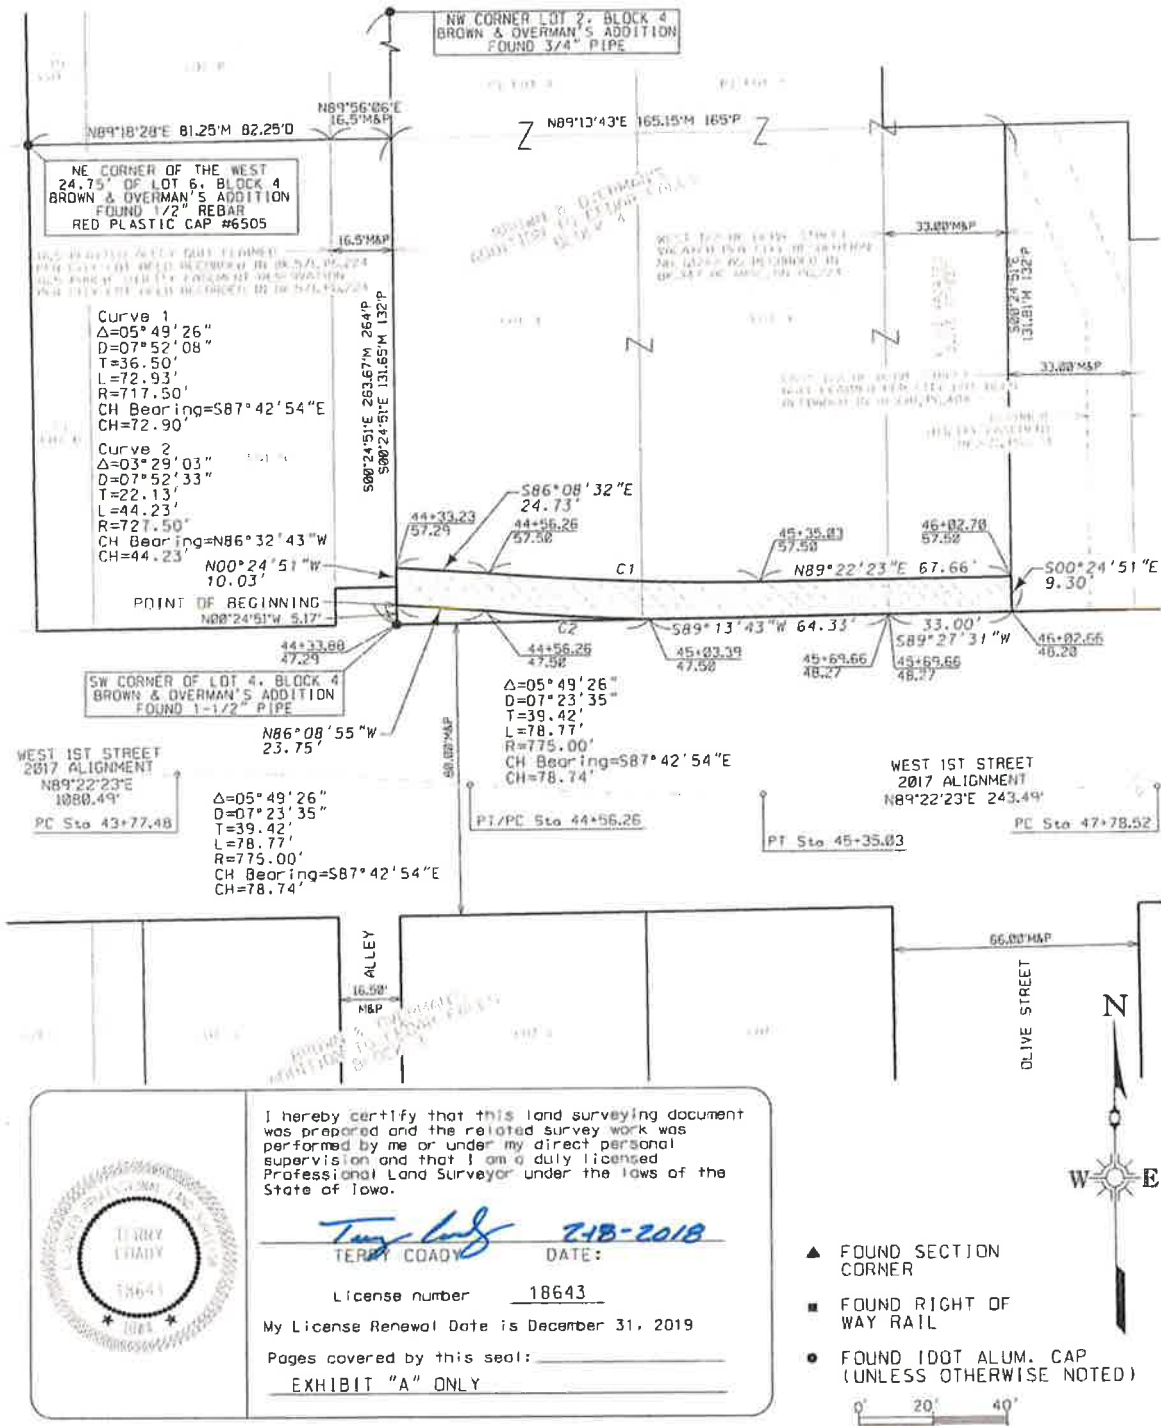 NW CORNER LOT 2, BLOCK 4
BROWN & OVERMAN'S ADDITION
FOUND 3/4" PIPE
N89°56'06"E
16.5'M&P
N89°18'28"E 81.25'M 82.25'D
N89°13'43"E 165.15'M 165'P
NE CORNER OF THE WEST
24.75' OF LOT 6, BLOCK 4
BROWN & OVERMAN'S ADDITION
FOUND 1/2" REBAR
RED PLASTIC CAP #6505
16.5'M&P
33.00'M&P
S00°24'51"E
131.81'M 132'P
33.00'M&P
S00°24'51"E 263.67'M 264'P
S00°24'51"E 131.65'M 132'P
Curve 1
Δ=05°49'26"
D=07°52'08"
T=36.50'
L=72.93'
R=717.50'
CH Bearing=S87°42'54"E
CH=72.90'
Curve 2
Δ=03°29'03"
D=07°52'33"
T=22.13'
L=44.23'
R=727.50'
CH Bearing=N86°32'43"W
CH=44.23'
S86°08'32"E
24.73'
44+33.23
57.29
44+56.26
57.50
45+35.03
57.50
46+02.70
57.50
C1
N89°22'23"E 67.66'
N00°24'51"W
10.03'
S00°24'51"E
9.30'
POINT OF BEGINNING
N00°24'51"W 5.17'
C2
S89°13'43"W 64.33'
33.00'
S89°27'31"W
44+33.88
47.29
44+56.26
47.50
45+03.39
47.50
45+69.66
48.27
45+69.66
48.27
46+02.66
48.20
SW CORNER OF LOT 4, BLOCK 4
BROWN & OVERMAN'S ADDITION
FOUND 1-1/2" PIPE
N86°08'55"W
23.75'
Δ=05°49'26"
D=07°23'35"
T=39.42'
L=78.77'
R=775.00'
CH Bearing=S87°42'54"E
CH=78.74'
80.00'M&P
WEST 1ST STREET
2017 ALIGNMENT
N89°22'23"E
1080.49'
PC Sta 43+77.48
Δ=05°49'26"
D=07°23'35"
T=39.42'
L=78.77'
R=775.00'
CH Bearing=S87°42'54"E
CH=78.74'
PT/PC Sta 44+56.26
PT Sta 45+35.03
WEST 1ST STREET
2017 ALIGNMENT
N89°22'23"E 243.49'
PC Sta 47+78.52
ALLEY
16.50'
M&P
66.00'M&P
OLIVE STREET
N
W E
I hereby certify that this land surveying document
was prepared and the related survey work was
performed by me or under my direct personal
supervision and that I am a duly licensed
Professional Land Surveyor under the laws of the
State of Iowa.
Terry Coady 2-18-2018
TERRY COADY DATE:
License number 18643
My License Renewal Date is December 31, 2019
Pages covered by this seal:
EXHIBIT "A" ONLY
TERRY
COADY
18643
IOWA
▲ FOUND SECTION
CORNER
■ FOUND RIGHT OF
WAY RAIL
● FOUND IDOT ALUM. CAP
(UNLESS OTHERWISE NOTED)
0' 20' 40'